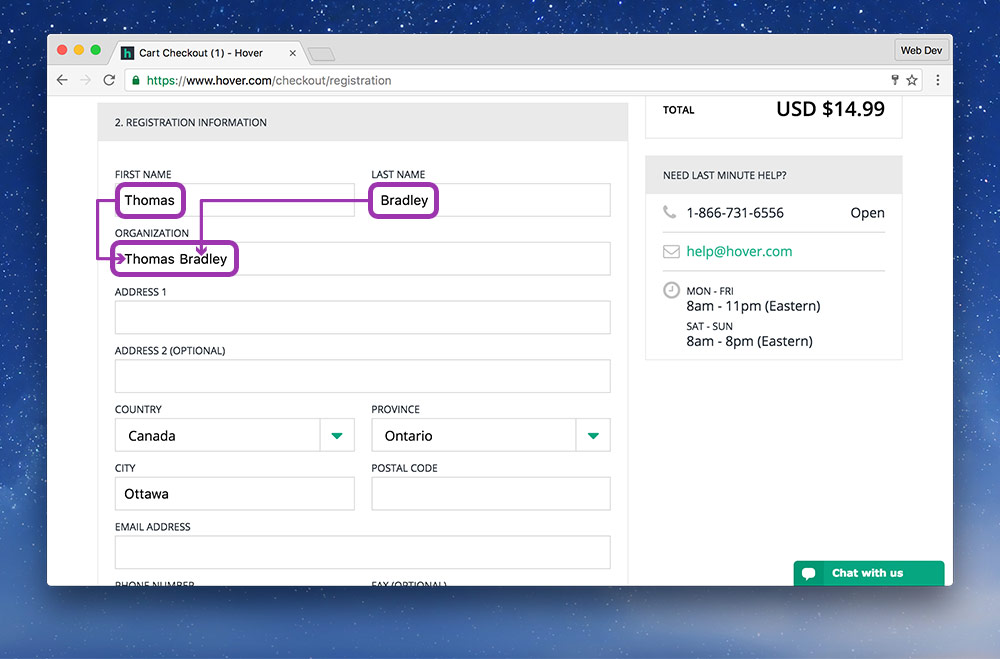 Cart Checkout (1) - Hover
Web Dev
https://www.hover.com/checkout/registration
2. REGISTRATION INFORMATION
FIRST NAME
LAST NAME
Thomas
Bradley
ORGANIZATION
Thomas Bradley
ADDRESS 1
ADDRESS 2 (OPTIONAL)
COUNTRY
PROVINCE
Canada
Ontario
CITY
POSTAL CODE
Ottawa
EMAIL ADDRESS
PHONE NUMBER
FAX (OPTIONAL)
TOTAL
USD $14.99
NEED LAST MINUTE HELP?
1-866-731-6556
Open
help@hover.com
MON - FRI
8am - 11pm (Eastern)
SAT - SUN
8am - 8pm (Eastern)
Chat with us